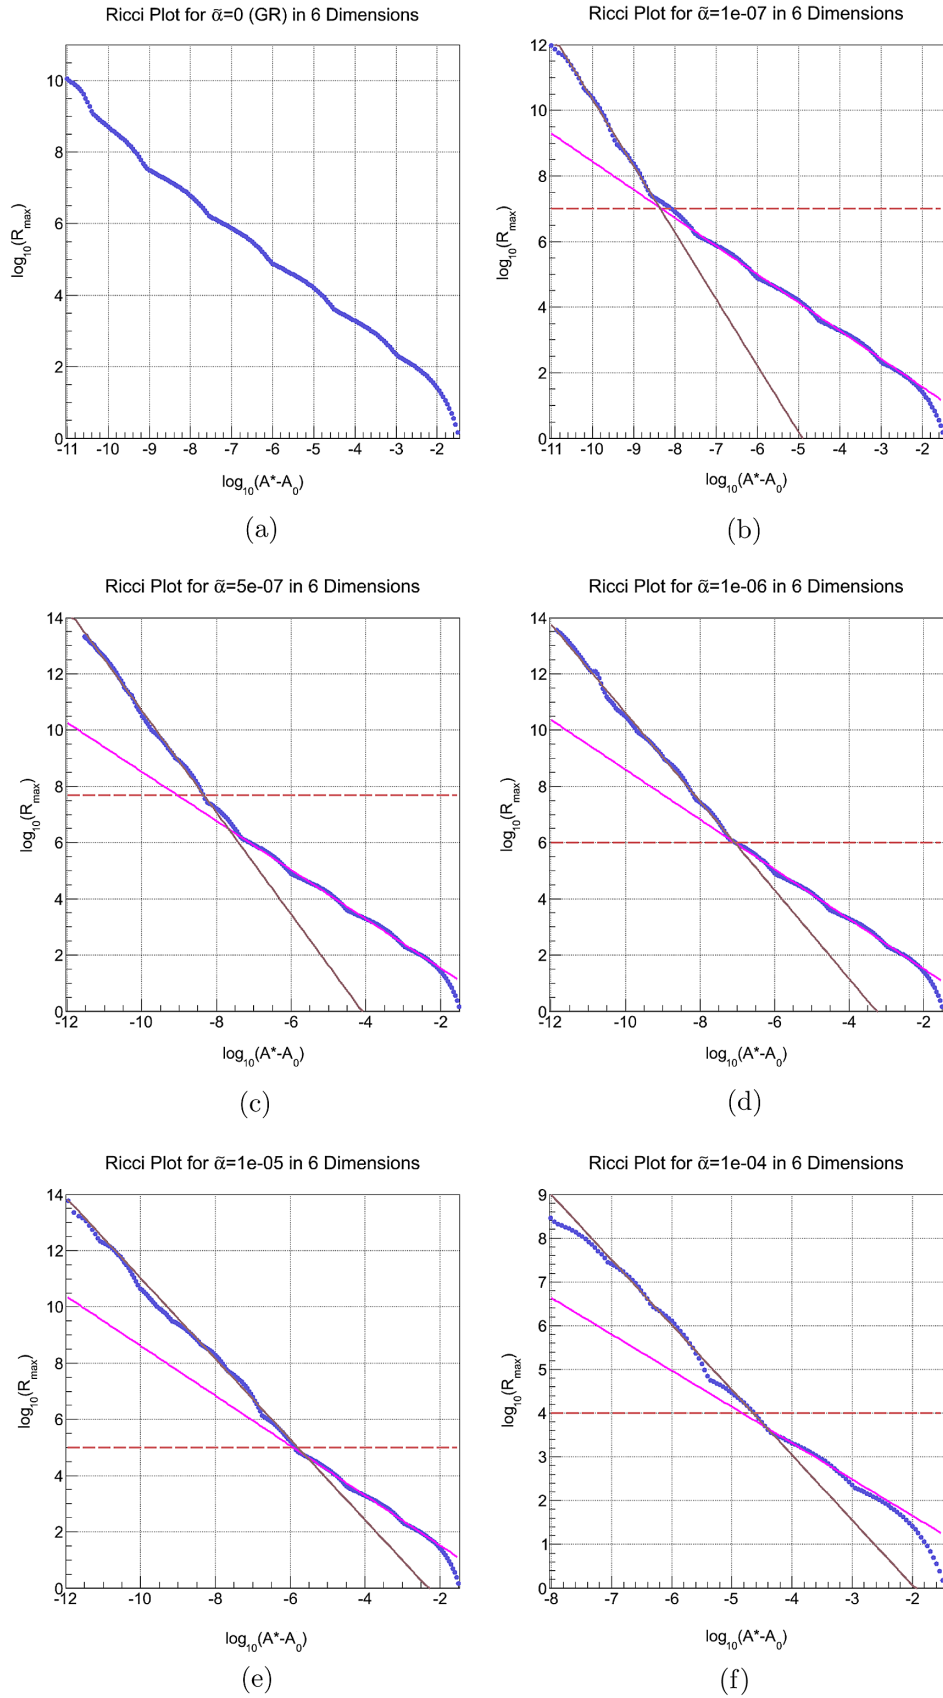 Ricci Plot for α̃=0 (GR) in 6 Dimensions
log₁₀(R_max)
10
8
6
4
2
0
-11 -10 -9 -8 -7 -6 -5 -4 -3 -2
log₁₀(A*-A₀)
(a)
Ricci Plot for α̃=1e-07 in 6 Dimensions
log₁₀(R_max)
12
10
8
6
4
2
0
-11 -10 -9 -8 -7 -6 -5 -4 -3 -2
log₁₀(A*-A₀)
(b)
Ricci Plot for α̃=5e-07 in 6 Dimensions
log₁₀(R_max)
14
12
10
8
6
4
2
0
-12 -10 -8 -6 -4 -2
log₁₀(A*-A₀)
(c)
Ricci Plot for α̃=1e-06 in 6 Dimensions
log₁₀(R_max)
14
12
10
8
6
4
2
0
-12 -10 -8 -6 -4 -2
log₁₀(A*-A₀)
(d)
Ricci Plot for α̃=1e-05 in 6 Dimensions
log₁₀(R_max)
14
12
10
8
6
4
2
0
-12 -10 -8 -6 -4 -2
log₁₀(A*-A₀)
(e)
Ricci Plot for α̃=1e-04 in 6 Dimensions
log₁₀(R_max)
9
8
7
6
5
4
3
2
1
0
-8 -7 -6 -5 -4 -3 -2
log₁₀(A*-A₀)
(f)